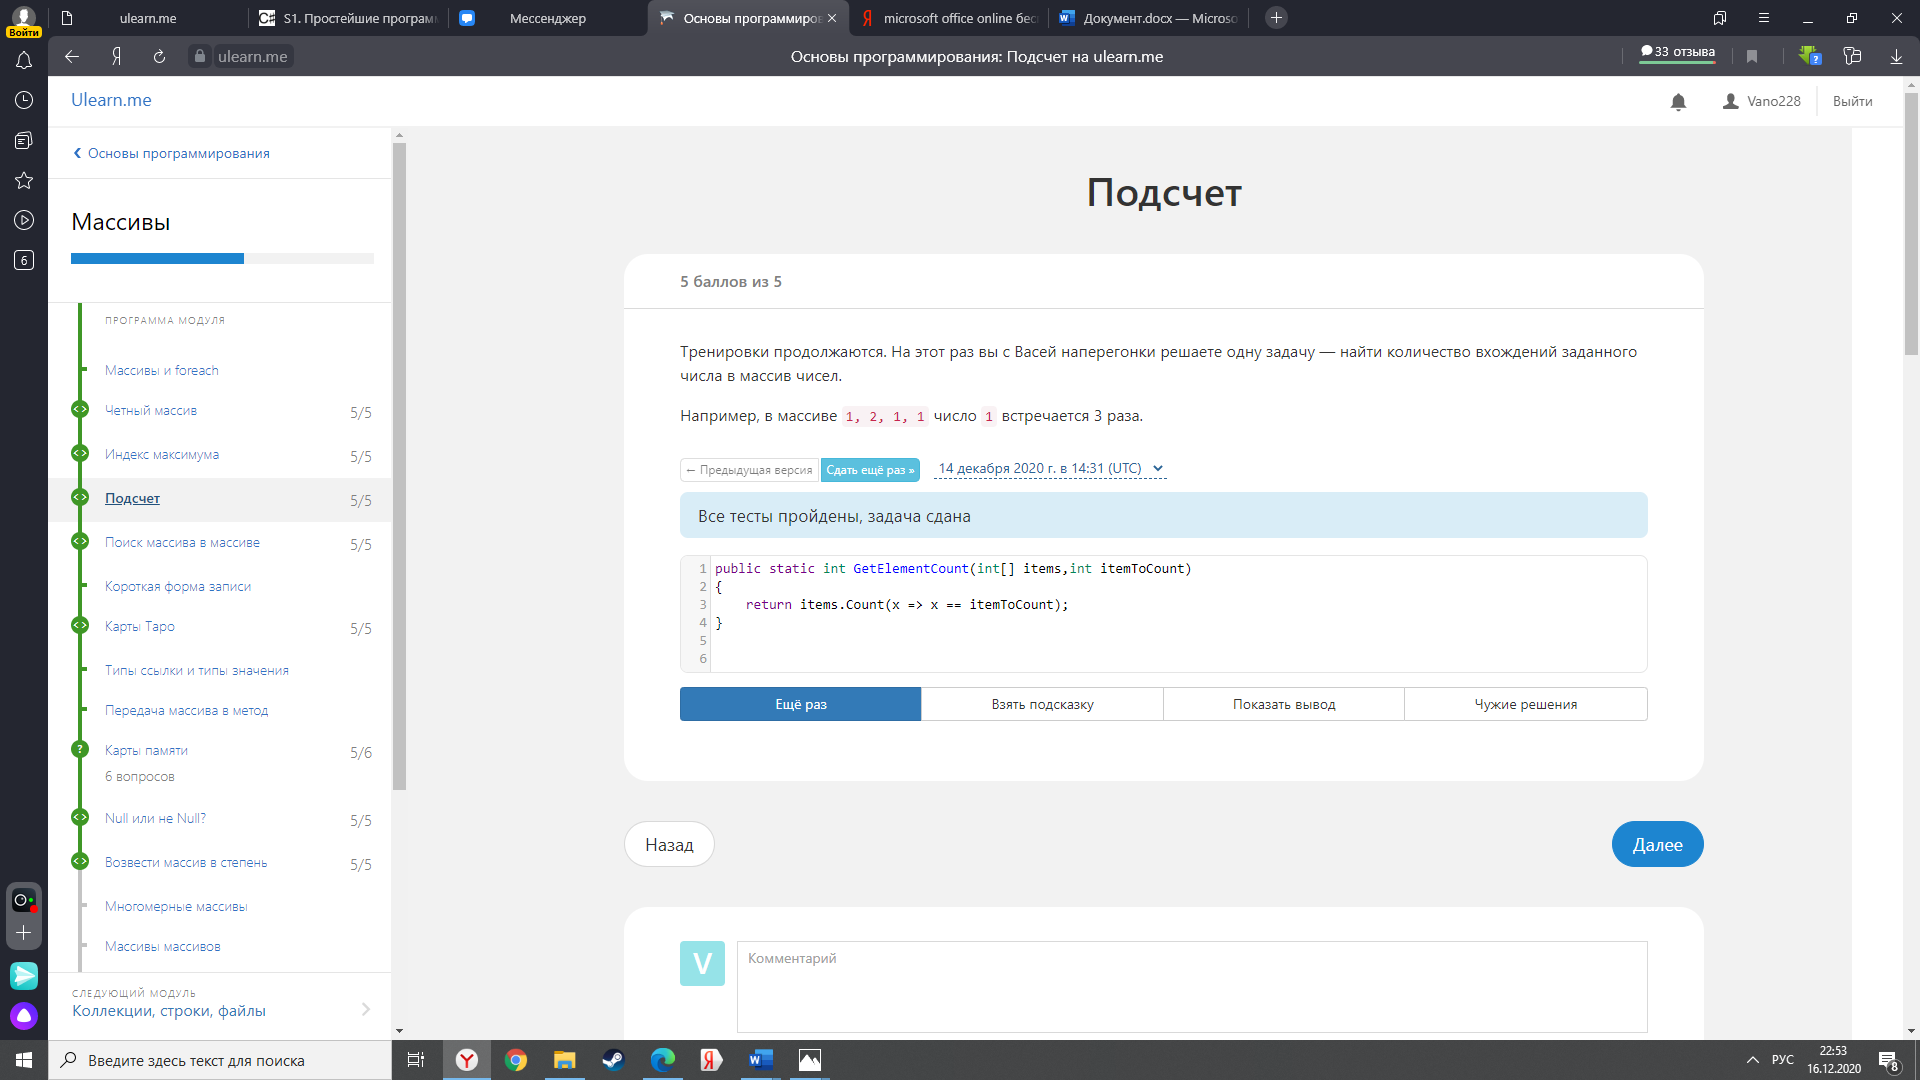 Войти
ulearn.me
S1. Простейшие програм
Мессенджер
Основы программиров
microsoft office online бес
Документ.docx — Microso
ulearn.me
Основы программирования: Подсчет на ulearn.me
33 отзыва
6
Ulearn.me
Vano228
Выйти
Основы программирования
Массивы
ПРОГРАММА МОДУЛЯ
Массивы и foreach
Четный массив 5/5
Индекс максимума 5/5
Подсчет 5/5
Поиск массива в массиве 5/5
Короткая форма записи
Карты Таро 5/5
Типы ссылки и типы значения
Передача массива в метод
Карты памяти 5/6
6 вопросов
Null или не Null? 5/5
Возвести массив в степень 5/5
Многомерные массивы
Массивы массивов
СЛЕДУЮЩИЙ МОДУЛЬ
Коллекции, строки, файлы
Подсчет
5 баллов из 5
Тренировки продолжаются. На этот раз вы с Васей наперегонки решаете одну задачу — найти количество вхождений заданного
числа в массив чисел.
Например, в массиве 1, 2, 1, 1 число 1 встречается 3 раза.
← Предыдущая версия Сдать ещё раз » 14 декабря 2020 г. в 14:31 (UTC)
Все тесты пройдены, задача сдана
1 public static int GetElementCount(int[] items,int itemToCount)
2 {
3 return items.Count(x => x == itemToCount);
4 }
5
6
Ещё раз Взять подсказку Показать вывод Чужие решения
Назад
Далее
V
Комментарий
Введите здесь текст для поиска
РУС
22:53
16.12.2020
8